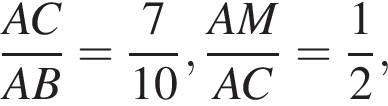 AC/AB = 7/10, AM/AC = 1/2,